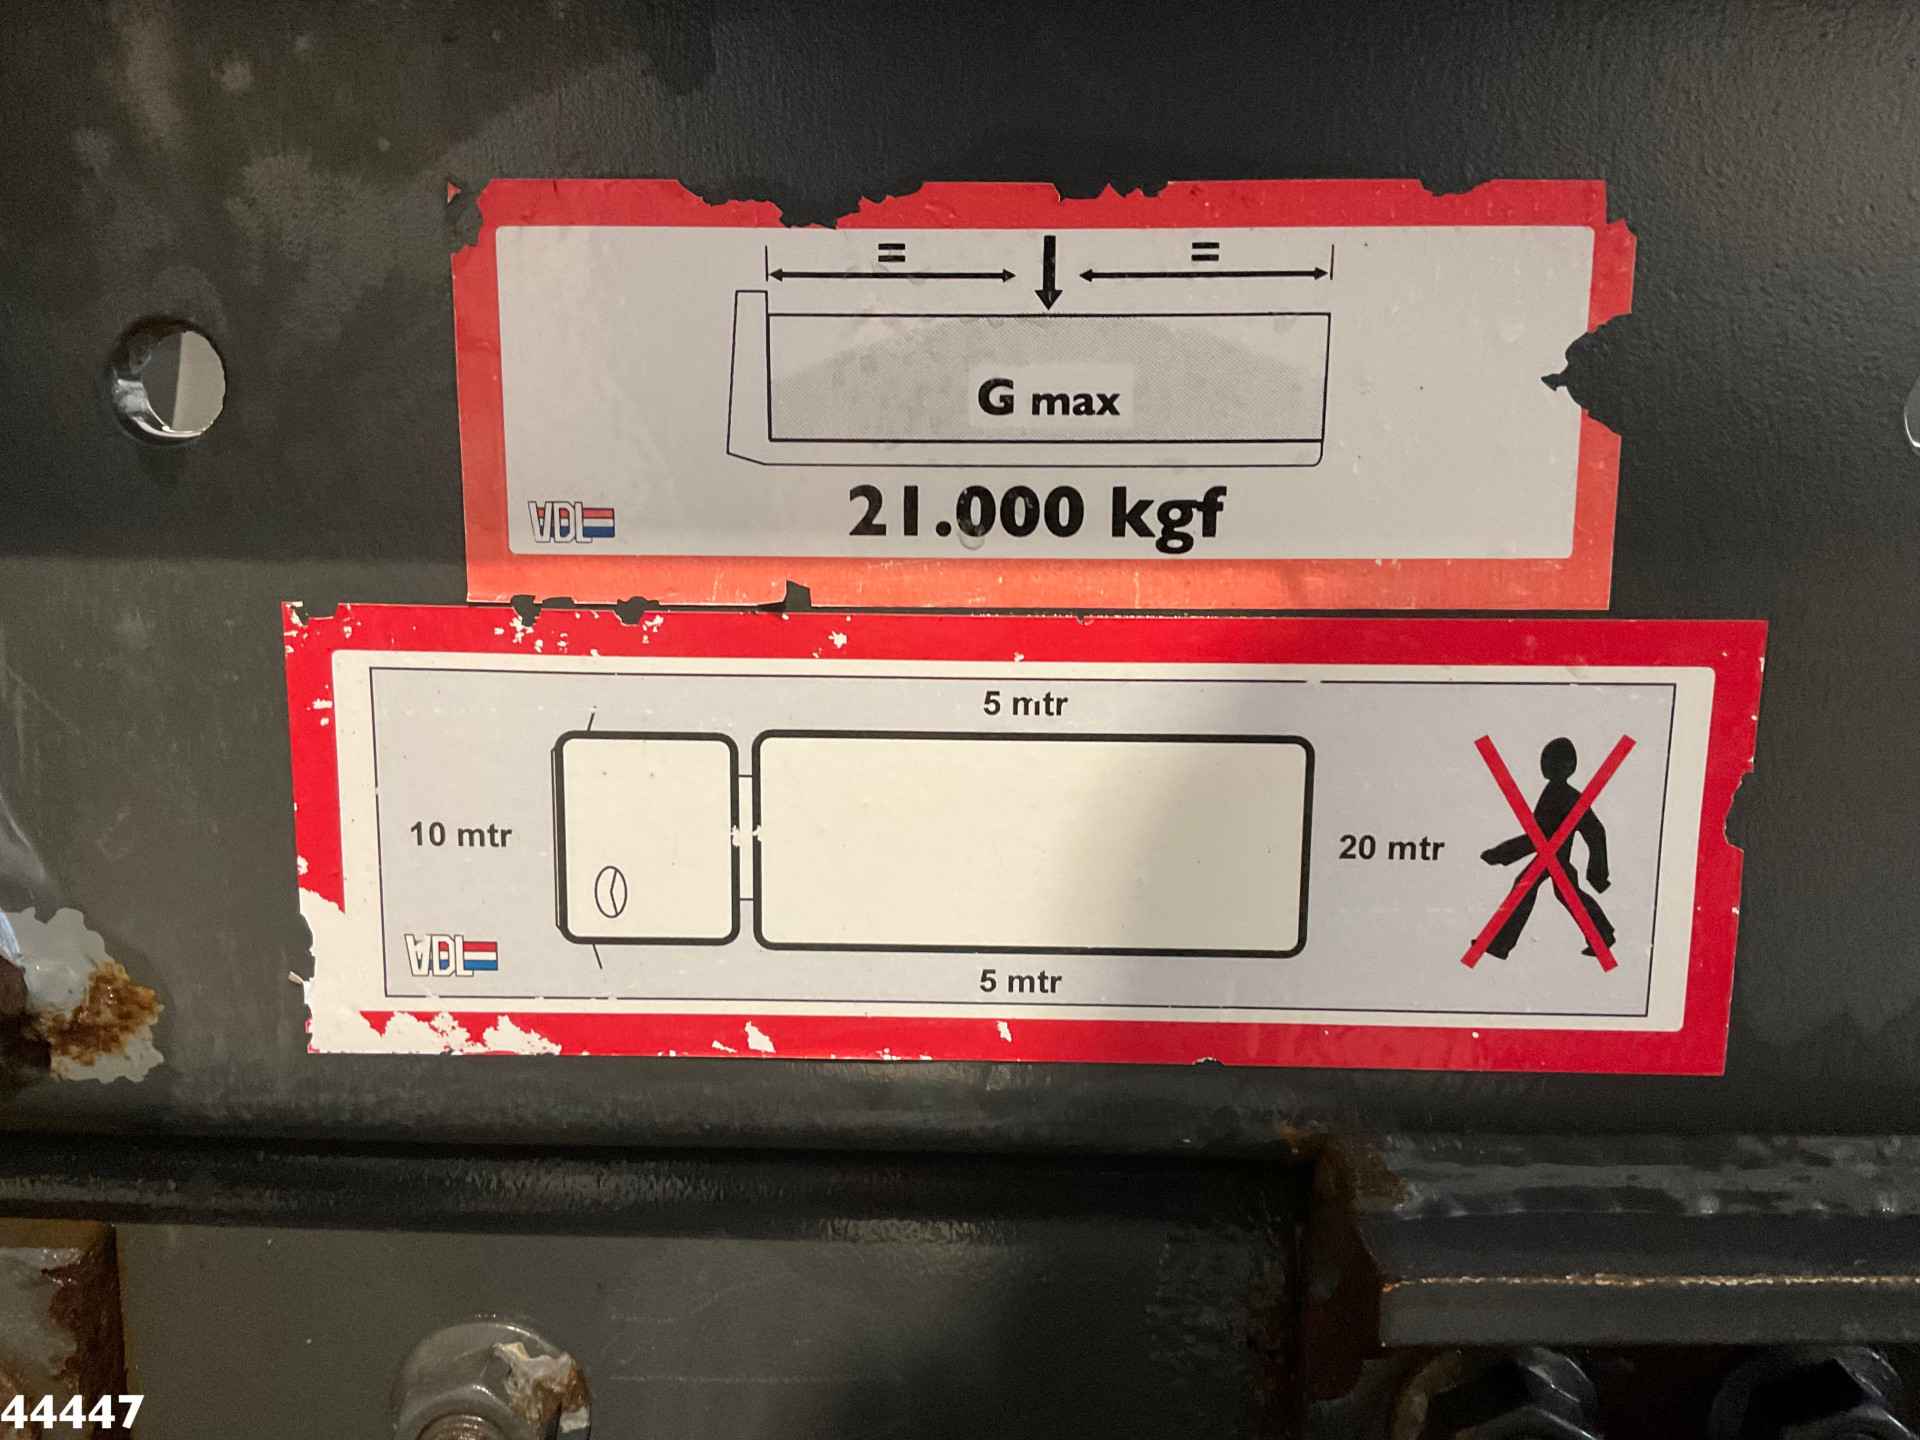 = =
G max
21.000 kgf
VDL
5 mtr
10 mtr
20 mtr
VDL
5 mtr
44447